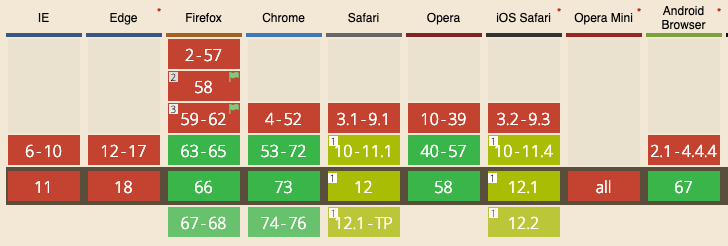 IE Edge * Firefox Chrome Safari Opera iOS Safari * Opera Mini * Android Browser *
2-57
2 58
3 59-62 4-52 3.1-9.1 10-39 3.2-9.3
6-10 12-17 63-65 53-72 1 10-11.1 40-57 1 10-11.4 2.1-4.4.4
11 18 66 73 1 12 58 1 12.1 all 67
67-68 74-76 1 12.1-TP 1 12.2